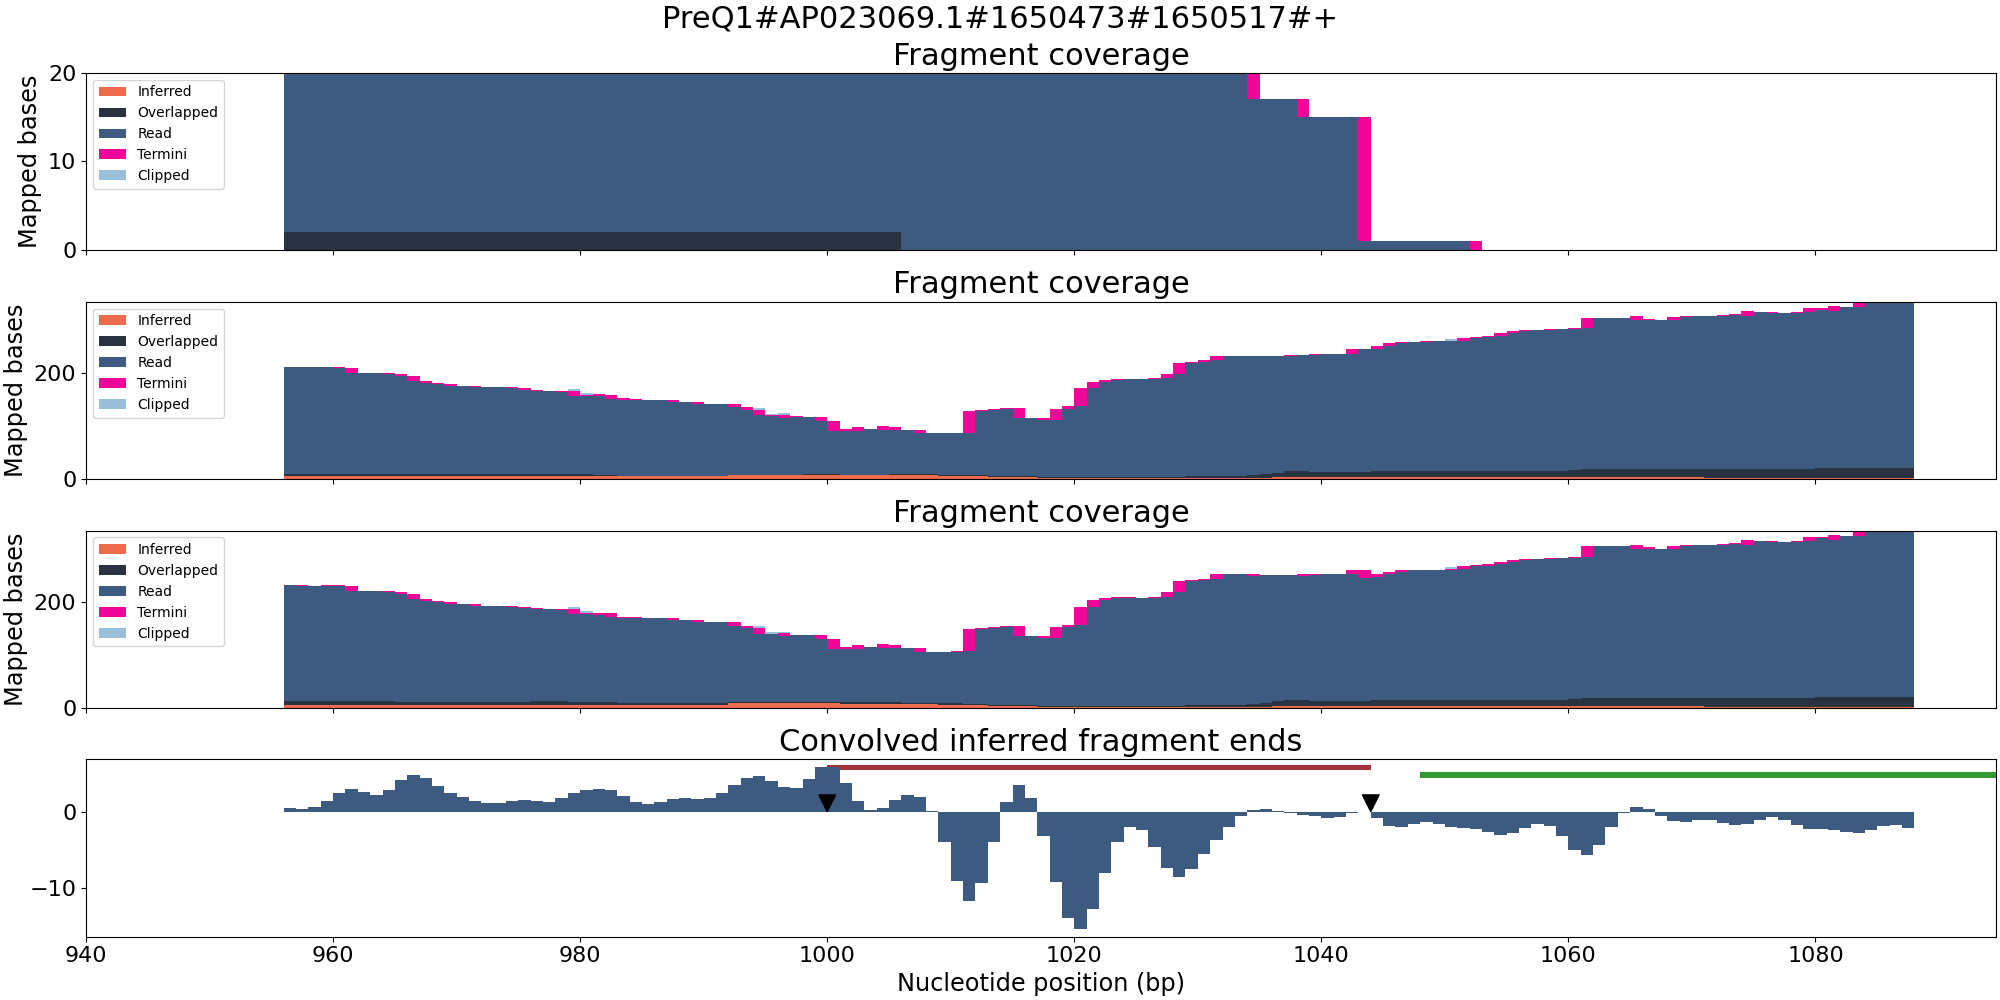 PreQ1#AP023069.1#1650473#1650517#+
Fragment coverage
Mapped bases
20
10
0
Inferred
Overlapped
Read
Termini
Clipped
Fragment coverage
Mapped bases
200
0
Inferred
Overlapped
Read
Termini
Clipped
Fragment coverage
Mapped bases
200
0
Inferred
Overlapped
Read
Termini
Clipped
Convolved inferred fragment ends
0
−10
940 960 980 1000 1020 1040 1060 1080
Nucleotide position (bp)